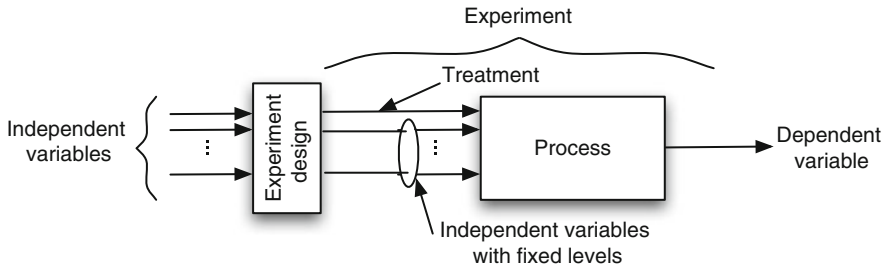 Experiment
Treatment
Independent
variables
Experiment
design
Process
Dependent
variable
Independent variables
with fixed levels